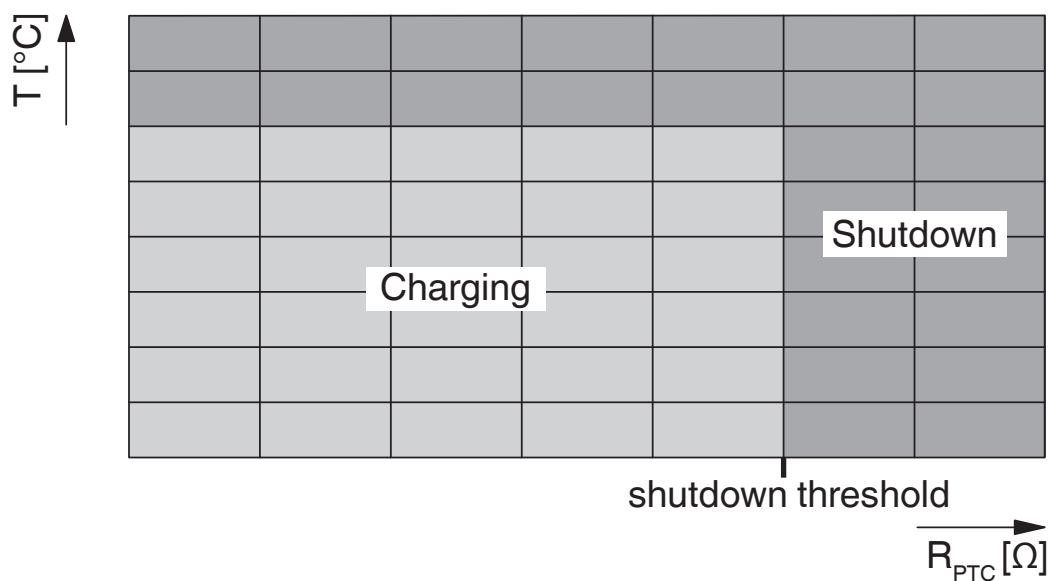 T [°C]
Shutdown
Charging
shutdown threshold
R_PTC [Ω]